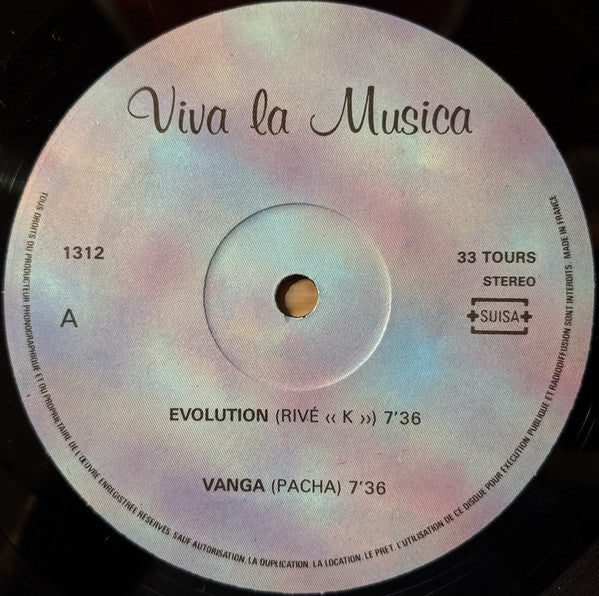 Viva la Musica
1312
33 TOURS
STEREO
A
SUISA
EVOLUTION (RIVÉ ‹‹ K ››) 7'36
VANGA (PACHA) 7'36
TOUS DROITS DU PRODUCTEUR PHONOGRAPHIQUE ET DU PROPRIETAIRE DE L'ŒUVRE ENREGISTREE RESERVES SAUF AUTORISATION. LA DUPLICATION. LA LOCATION. LE PRET. L'UTILISATION DE CE DISQUE POUR EXECUTION PUBLIQUE ET RADIODIFFUSION SONT INTERDITS. MADE IN FRANCE